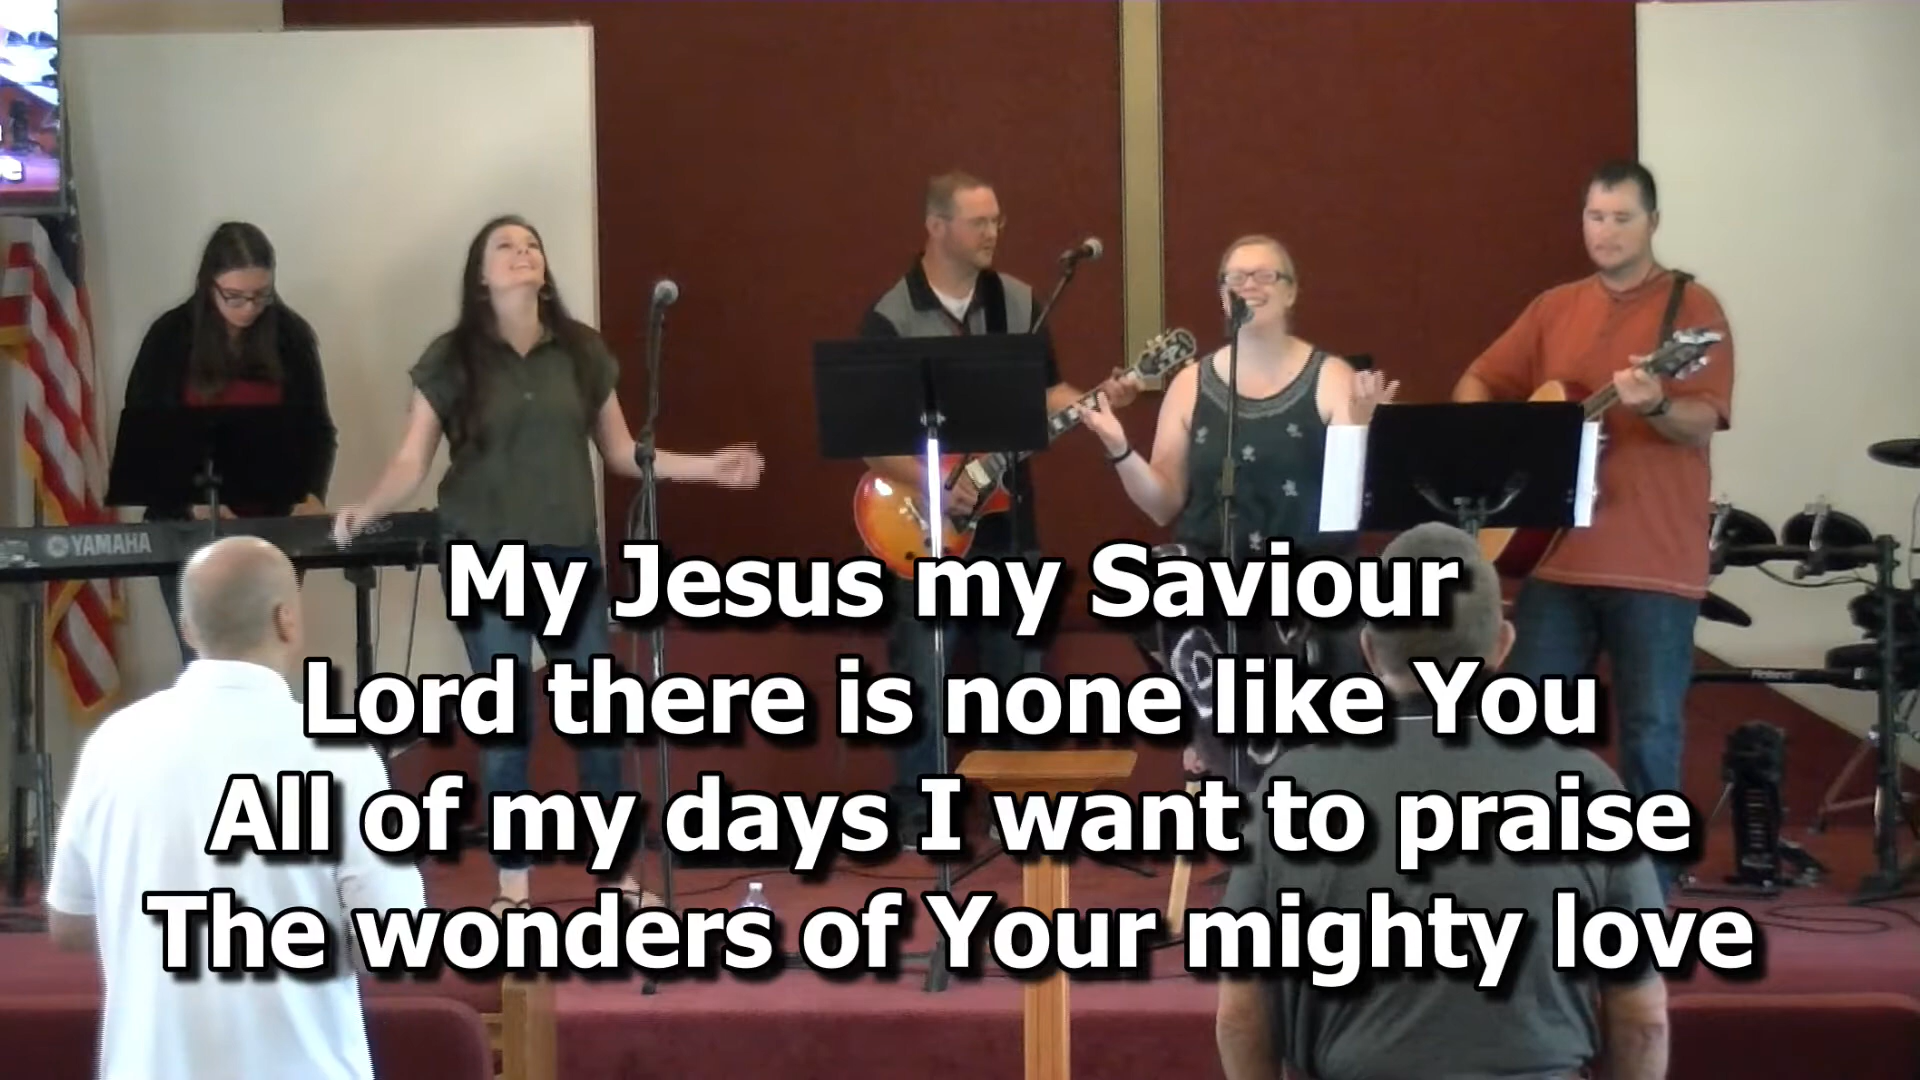 YAMAHA
My Jesus my Saviour
Lord there is none like You
All of my days I want to praise
The wonders of Your mighty love
Roland